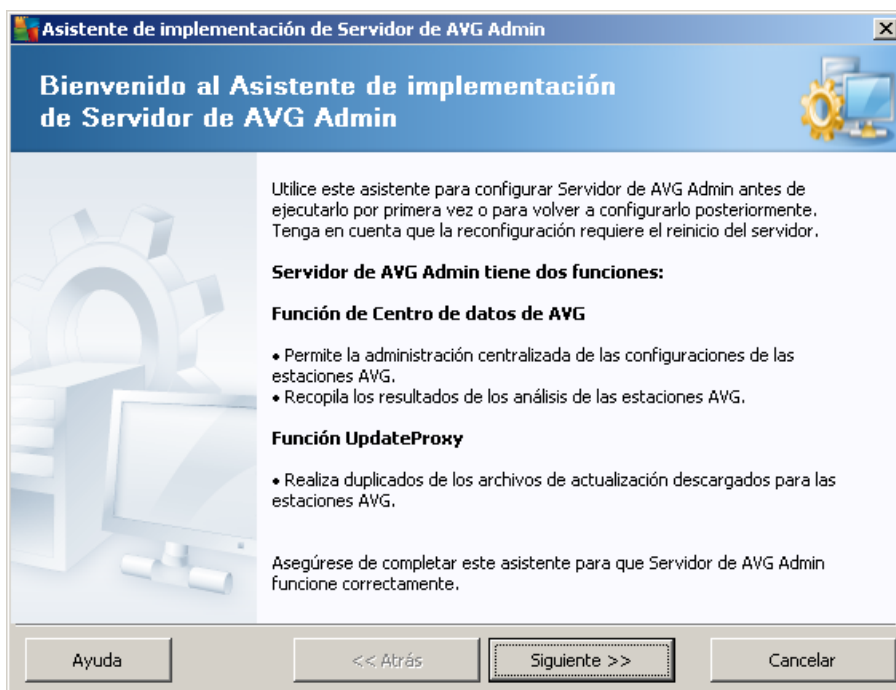 Asistente de implementación de Servidor de AVG Admin
Bienvenido al Asistente de implementación
de Servidor de AVG Admin
Utilice este asistente para configurar Servidor de AVG Admin antes de
ejecutarlo por primera vez o para volver a configurarlo posteriormente.
Tenga en cuenta que la reconfiguración requiere el reinicio del servidor.
Servidor de AVG Admin tiene dos funciones:
Función de Centro de datos de AVG
• Permite la administración centralizada de las configuraciones de las
estaciones AVG.
• Recopila los resultados de los análisis de las estaciones AVG.
Función UpdateProxy
• Realiza duplicados de los archivos de actualización descargados para las
estaciones AVG.
Asegúrese de completar este asistente para que Servidor de AVG Admin
funcione correctamente.
Ayuda
<< Atrás
Siguiente >>
Cancelar